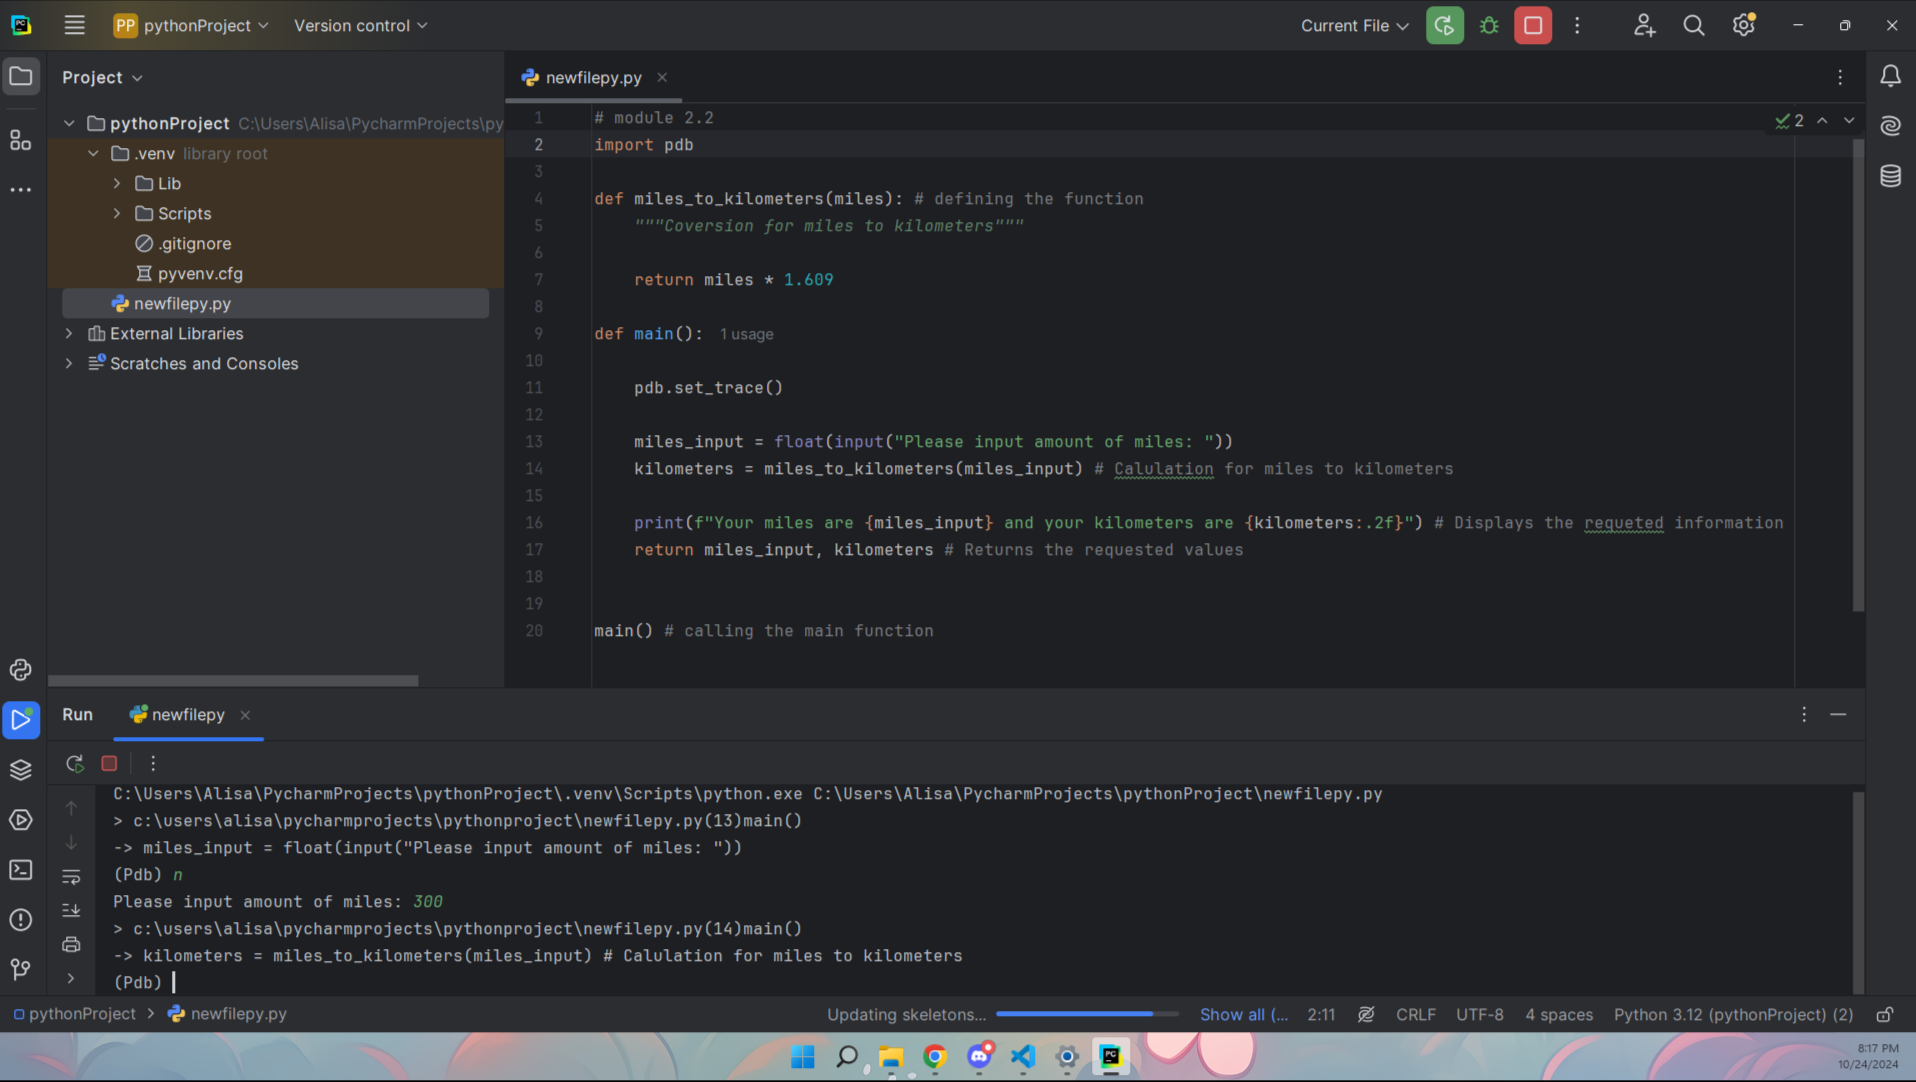 PC
PP pythonProject
Version control
Current File
Project
newfilepy.py
pythonProject C:\Users\Alisa\PycharmProjects\py
.venv library root
Lib
Scripts
.gitignore
pyvenv.cfg
newfilepy.py
External Libraries
Scratches and Consoles
2
1 # module 2.2
2 import pdb
3
4 def miles_to_kilometers(miles): # defining the function
5 """Coversion for miles to kilometers"""
6
7 return miles * 1.609
8
9 def main(): 1 usage
10
11 pdb.set_trace()
12
13 miles_input = float(input("Please input amount of miles: "))
14 kilometers = miles_to_kilometers(miles_input) # Calulation for miles to kilometers
15
16 print(f"Your miles are {miles_input} and your kilometers are {kilometers:.2f}") # Displays the requeted information
17 return miles_input, kilometers # Returns the requested values
18
19
20 main() # calling the main function
Run newfilepy
C:\Users\Alisa\PycharmProjects\pythonProject\.venv\Scripts\python.exe C:\Users\Alisa\PycharmProjects\pythonProject\newfilepy.py
> c:\users\alisa\pycharmprojects\pythonproject\newfilepy.py(13)main()
-> miles_input = float(input("Please input amount of miles: "))
(Pdb) n
Please input amount of miles: 300
> c:\users\alisa\pycharmprojects\pythonproject\newfilepy.py(14)main()
-> kilometers = miles_to_kilometers(miles_input) # Calulation for miles to kilometers
(Pdb)
pythonProject > newfilepy.py
Updating skeletons... Show all (... 2:11 CRLF UTF-8 4 spaces Python 3.12 (pythonProject) (2)
PC
8:17 PM
10/24/2024